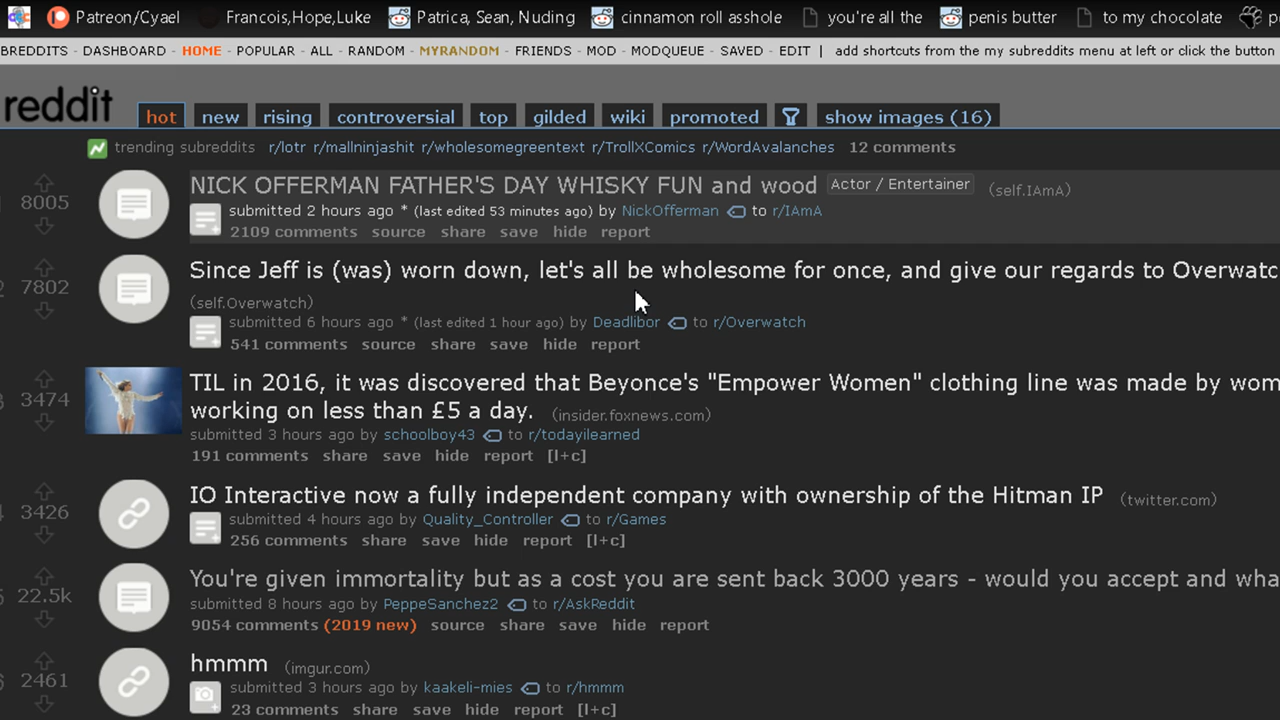 Patreon/Cyael Francois,Hope,Luke Patrica, Sean, Nuding cinnamon roll asshole you're all the penis butter to my chocolate
BREDDITS - DASHBOARD - HOME - POPULAR - ALL - RANDOM - MYRANDOM - FRIENDS - MOD - MODQUEUE - SAVED - EDIT | add shortcuts from the my subreddits menu at left or click the button
reddit hot new rising controversial top gilded wiki promoted show images (16)
trending subreddits r/lotr r/mallninjashit r/wholesomegreentext r/TrollXComics r/WordAvalanches 12 comments
8005 NICK OFFERMAN FATHER'S DAY WHISKY FUN and wood Actor / Entertainer (self.IAmA)
submitted 2 hours ago * (last edited 53 minutes ago) by NickOfferman to r/IAmA
2109 comments source share save hide report
7802 Since Jeff is (was) worn down, let's all be wholesome for once, and give our regards to Overwatc
(self.Overwatch)
submitted 6 hours ago * (last edited 1 hour ago) by Deadlibor to r/Overwatch
541 comments source share save hide report
3474 TIL in 2016, it was discovered that Beyonce's "Empower Women" clothing line was made by wom
working on less than £5 a day. (insider.foxnews.com)
submitted 3 hours ago by schoolboy43 to r/todayilearned
191 comments share save hide report [l+c]
3426 IO Interactive now a fully independent company with ownership of the Hitman IP (twitter.com)
submitted 4 hours ago by Quality_Controller to r/Games
256 comments share save hide report [l+c]
22.5k You're given immortality but as a cost you are sent back 3000 years - would you accept and wha
submitted 8 hours ago by PeppeSanchez2 to r/AskReddit
9054 comments (2019 new) source share save hide report
2461 hmmm (imgur.com)
submitted 3 hours ago by kaakeli-mies to r/hmmm
23 comments share save hide report [l+c]